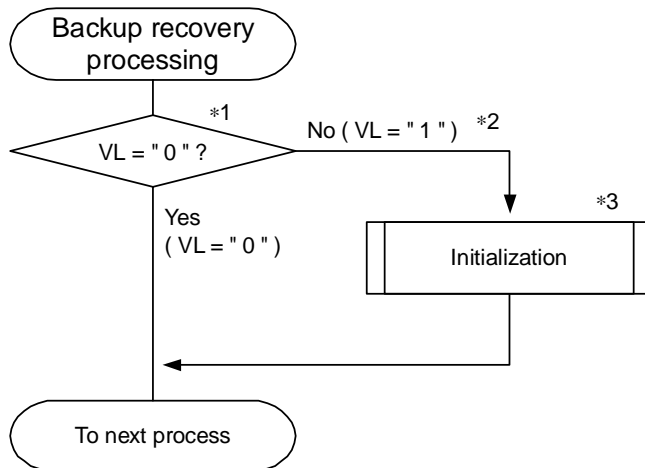 Backup recovery
processing
*1
VL = " 0 " ?
No ( VL = " 1 " )
*2
Yes
( VL = " 0 " )
*3
Initialization
To next process